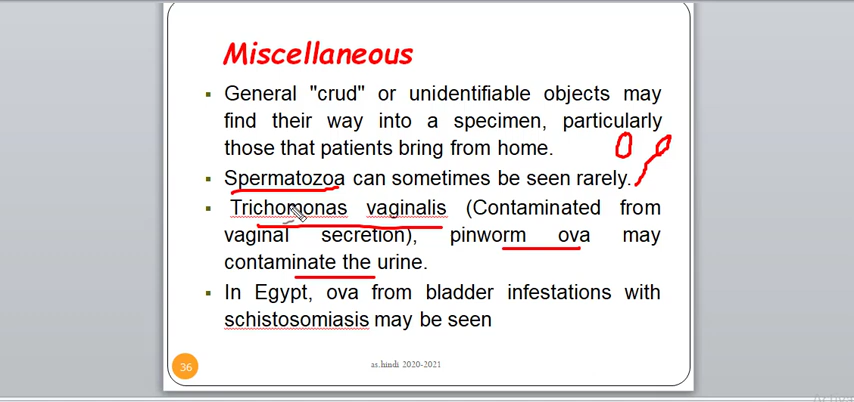 Miscellaneous
▪ General "crud" or unidentifiable objects may
find their way into a specimen, particularly
those that patients bring from home.
▪ Spermatozoa can sometimes be seen rarely.
▪ Trichomonas vaginalis (Contaminated from
vaginal secretion), pinworm ova may
contaminate the urine.
▪ In Egypt, ova from bladder infestations with
schistosomiasis may be seen
36
as.hindi 2020-2021